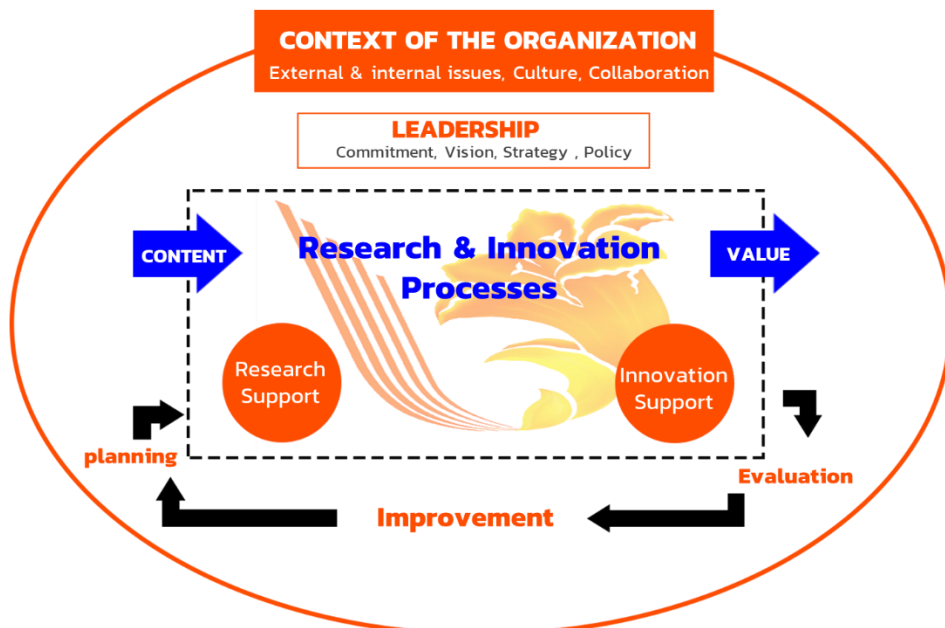 CONTEXT OF THE ORGANIZATION
External & internal issues, Culture, Collaboration
LEADERSHIP
Commitment, Vision, Strategy , Policy
CONTENT
Research & Innovation
Processes
VALUE
Research
Support
Innovation
Support
planning
Evaluation
Improvement